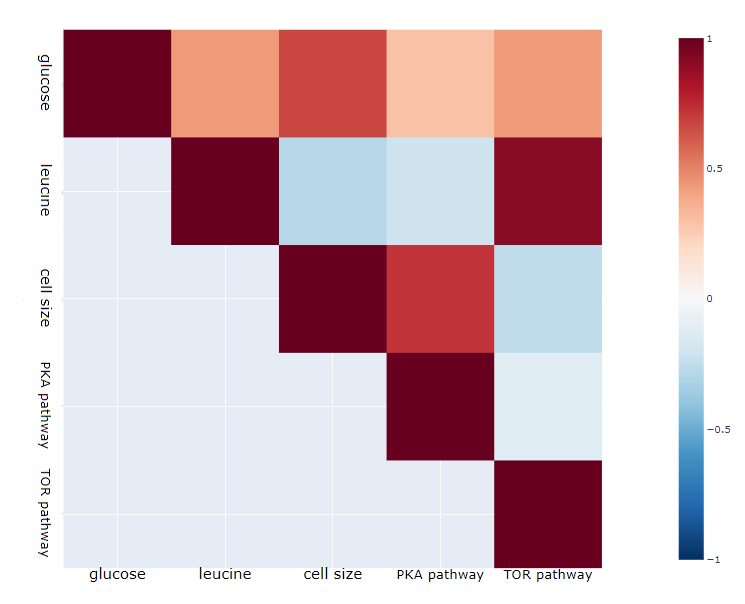 glucose
leucine
cell size
PKA pathway
TOR pathway
glucose
leucine
cell size
PKA pathway
TOR pathway
1
0.5
0
−0.5
−1